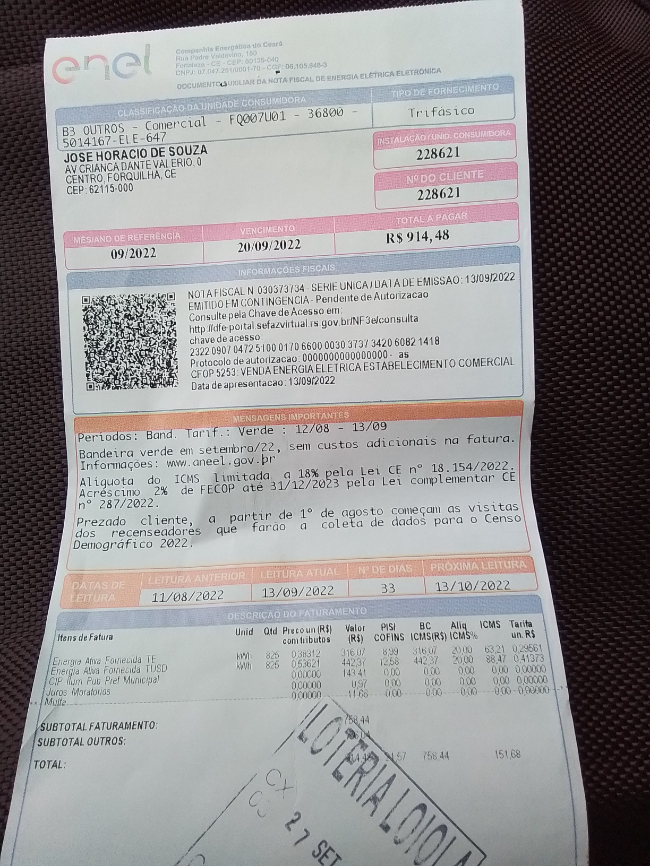 enel
Companhia Energética do Ceará
Rua Padre Valdevino, 150
Fortaleza - CE - CEP: 60135-040
CNPJ: 07.047.251/0001-70 - CGF: 06.105.848-3
DOCUMENTO AUXILIAR DA NOTA FISCAL DE ENERGIA ELÉTRICA ELETRÔNICA
CLASSIFICAÇÃO DA UNIDADE CONSUMIDORA
TIPO DE FORNECIMENTO
B3 OUTROS - Comercial - FQ007U01 - 36800 -
5014167-ELE-647
Trifásico
JOSE HORACIO DE SOUZA
AV CRIANCA DANTE VALERIO, 0
CENTRO, FORQUILHA, CE
CEP: 62115-000
INSTALAÇÃO / UNID. CONSUMIDORA
228621
Nº DO CLIENTE
228621
MÊS/ANO DE REFERÊNCIA
VENCIMENTO
TOTAL A PAGAR
09/2022
20/09/2022
R$ 914,48
INFORMAÇÕES FISCAIS
NOTA FISCAL N 030373734 - SERIE UNICA / DATA DE EMISSAO: 13/09/2022
EMITIDO EM CONTINGENCIA - Pendente de Autorizacao
Consulte pela Chave de Acesso em:
http://dfe-portal.sefazvirtual.rs.gov.br/NF3e/consulta
chave de acesso:
2322 0907 0472 5100 0170 6600 0030 3737 3420 6082 1418
Protocolo de autorizacao: 0000000000000000 - as
CFOP 5253: VENDA ENERGIA ELETRICA ESTABELECIMENTO COMERCIAL
Data de apresentacao: 13/09/2022
MENSAGENS IMPORTANTES
Períodos: Band. Tarif.: Verde : 12/08 - 13/09
Bandeira verde em setembro/22, sem custos adicionais na fatura.
Informações: www.aneel.gov.br
Alíquota do ICMS limitada a 18% pela Lei CE nº 18.154/2022.
Acréscimo 2% de FECOP até 31/12/2023 pela Lei complementar CE
nº 287/2022.
Prezado cliente, a partir de 1º de agosto começam as visitas
dos recenseadores que farão a coleta de dados para o Censo
Demográfico 2022.
DATAS DE LEITURA
LEITURA ANTERIOR
LEITURA ATUAL
Nº DE DIAS
PRÓXIMA LEITURA
11/08/2022
13/09/2022
33
13/10/2022
DESCRIÇÃO DO FATURAMENTO
Itens de Fatura Unid Qtd Preço un (R$) com tributos Valor (R$) PIS/ COFINS BC ICMS(R$) Aliq ICMS% ICMS Tarifa un. R$
Energia Ativa Fornecida TE kWh 825 0,38312 316,07 8,99 316,07 20,00 63,21 0,29561
Energia Ativa Fornecida TUSD kWh 825 0,53621 442,37 12,58 442,37 20,00 88,47 0,41373
CIP Ilum Pub Pref Municipal 0,00000 143,41 0,00 0,00 0,00 0,00 0,00000
Juros Moratorios 0,00000 0,97 0,00 0,00 0,00 0,00 0,00000
Multa 0,00000 11,66 0,00 0,00 0,00 0,00 0,00000
SUBTOTAL FATURAMENTO: 758,44
SUBTOTAL OUTROS:
TOTAL: 21,57 758,44 151,68
LOTERIA LOIOLA
CX
27 SET